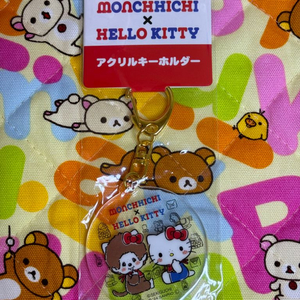 MONCHHICHI
×
HELLO KITTY
アクリルキーホルダー
MONCHHICHI
×
HELLO KITTY